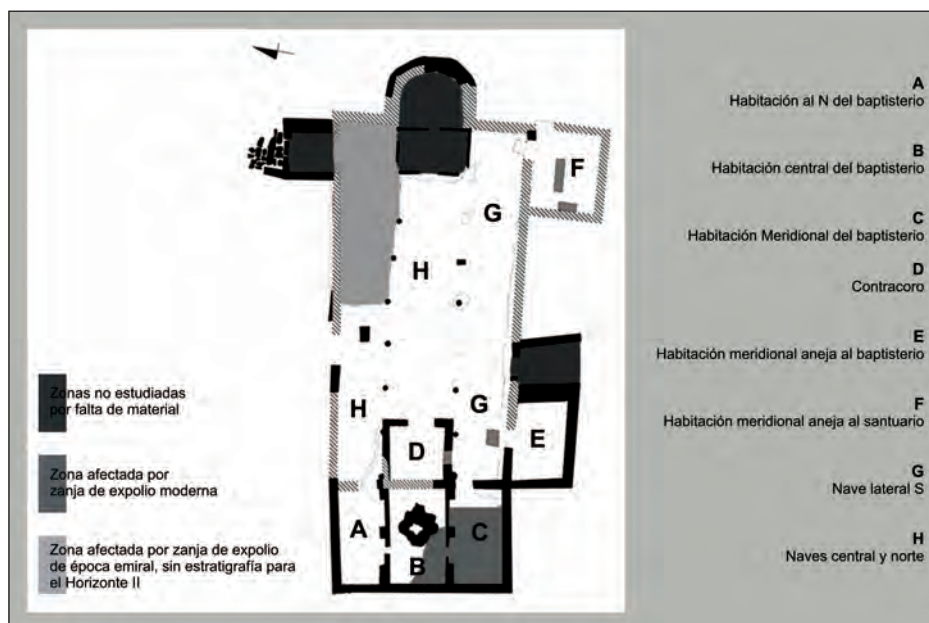 A
Habitación al N del baptisterio
B
Habitación central del baptisterio
C
Habitación Meridional del baptisterio
D
Contracoro
E
Habitación meridional aneja al baptisterio
F
Habitación meridional aneja al santuario
G
Nave lateral S
H
Naves central y norte
F
G
H
H
G
D
E
A
B
C
Zonas no estudiadas
por falta de material
Zona afectada por
zanja de expolio moderna
Zona afectada por zanja de expolio
de época emiral, sin estratigrafía para
el Horizonte II